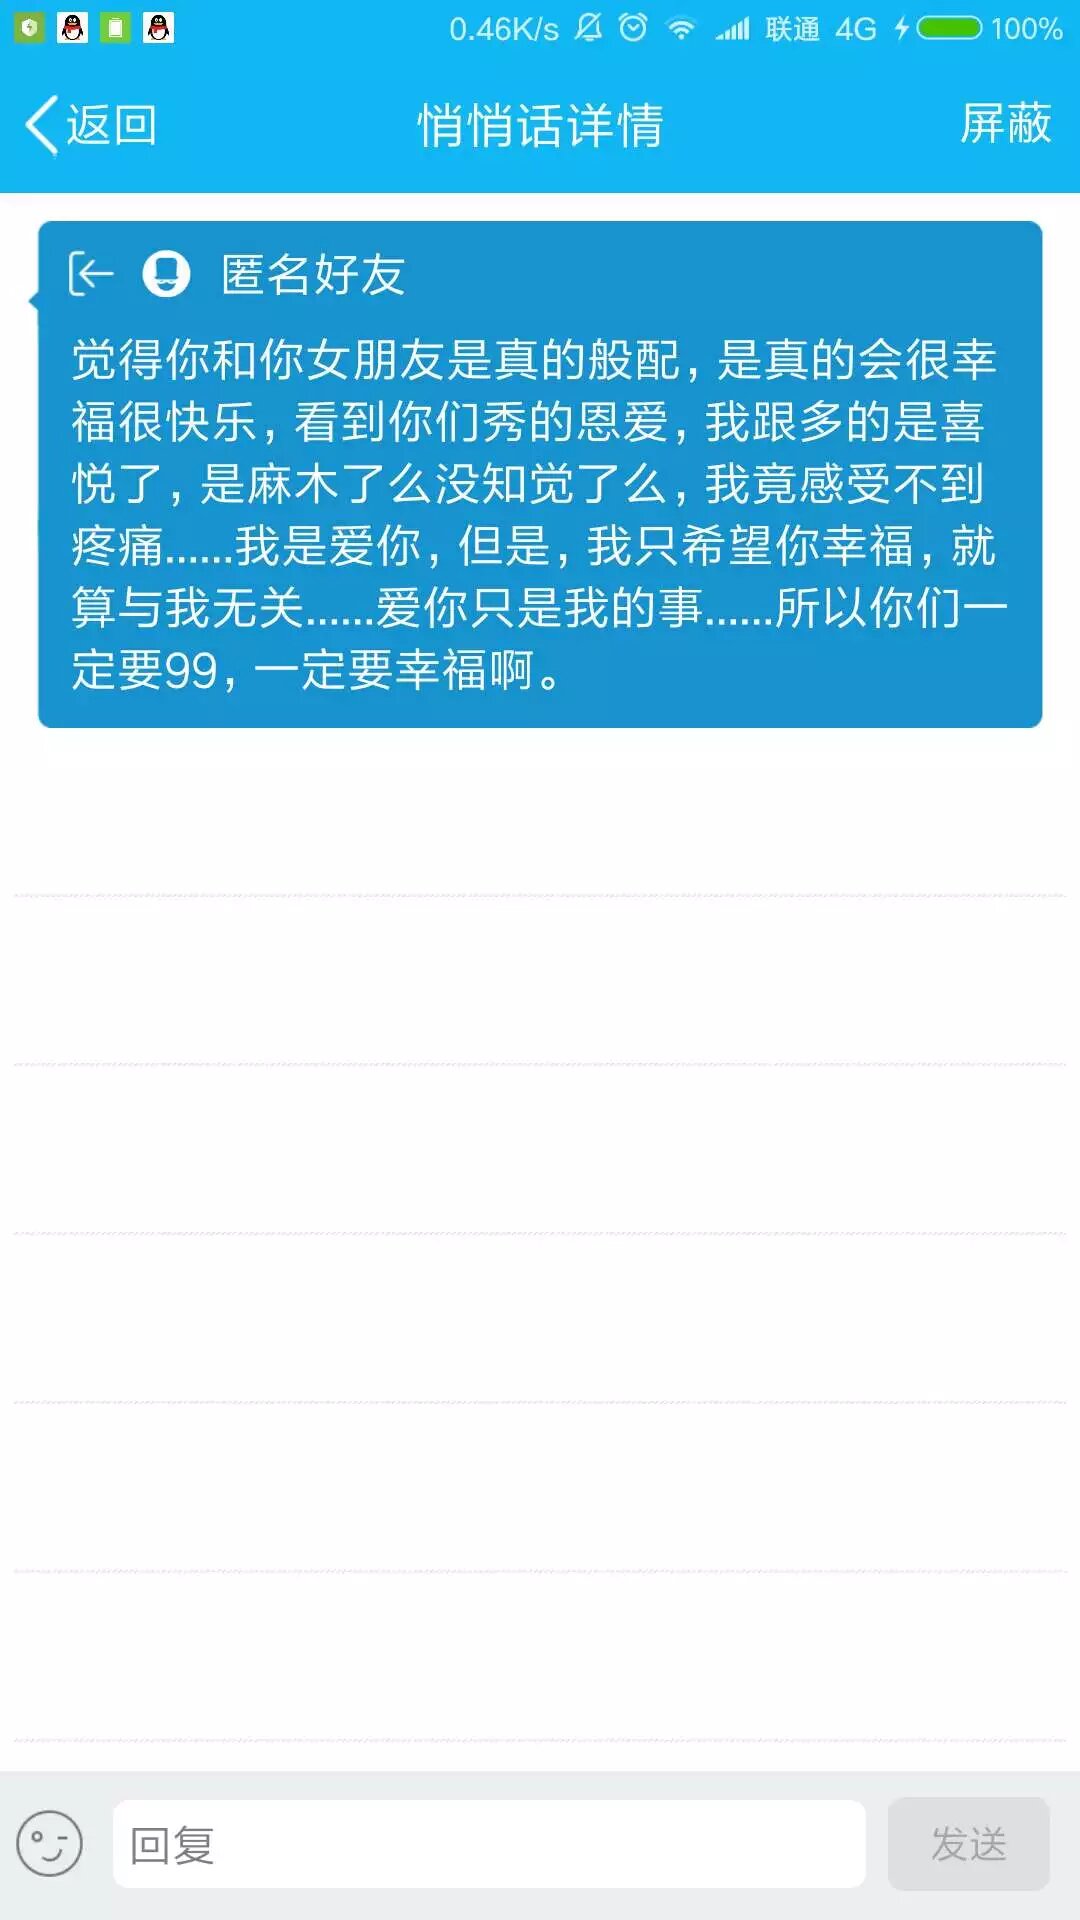 0.46K/s 联通 4G 100%
返回 悄悄话详情 屏蔽
匿名好友
觉得你和你女朋友是真的般配，是真的会很幸
福很快乐，看到你们秀的恩爱，我跟多的是喜
悦了，是麻木了么没知觉了么，我竟感受不到
疼痛……我是爱你，但是，我只希望你幸福，就
算与我无关……爱你只是我的事……所以你们一
定要99，一定要幸福啊。
回复 发送